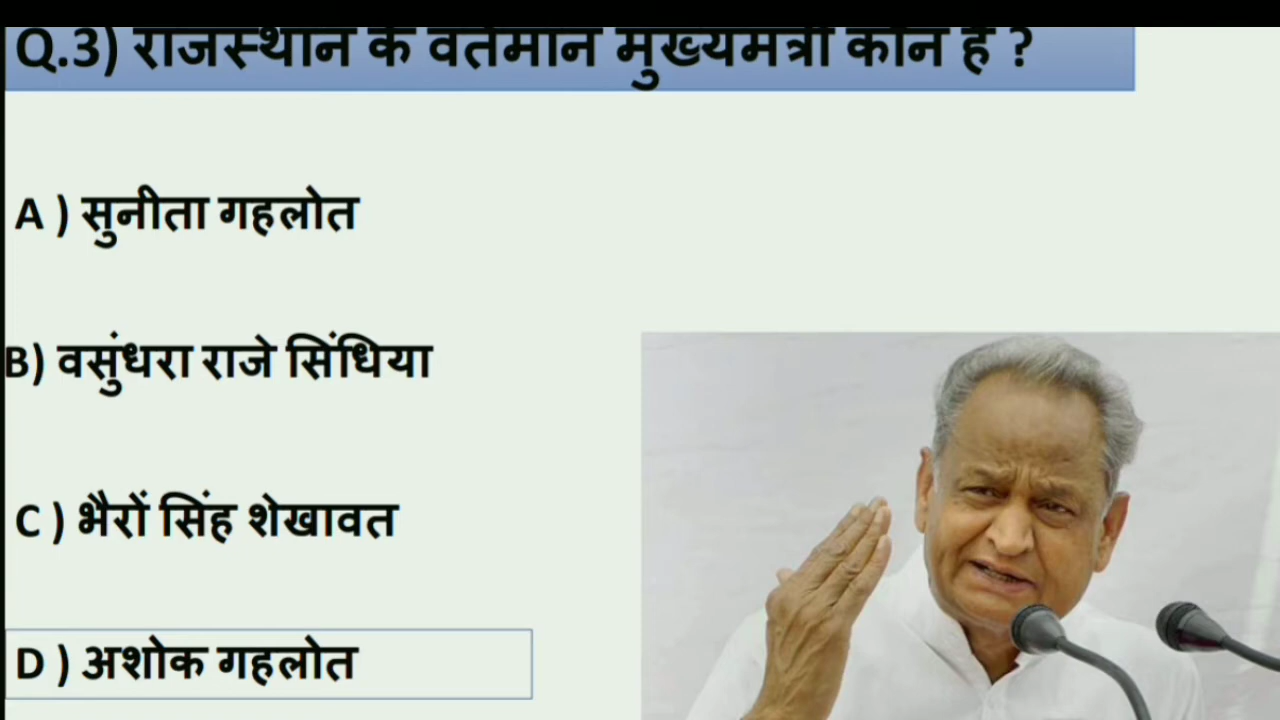 Q.3) राजस्थान के वर्तमान मुख्यमंत्री कौन है ?
A ) सुनीता गहलोत
B) वसुंधरा राजे सिंधिया
C ) भैरों सिंह शेखावत
D ) अशोक गहलोत